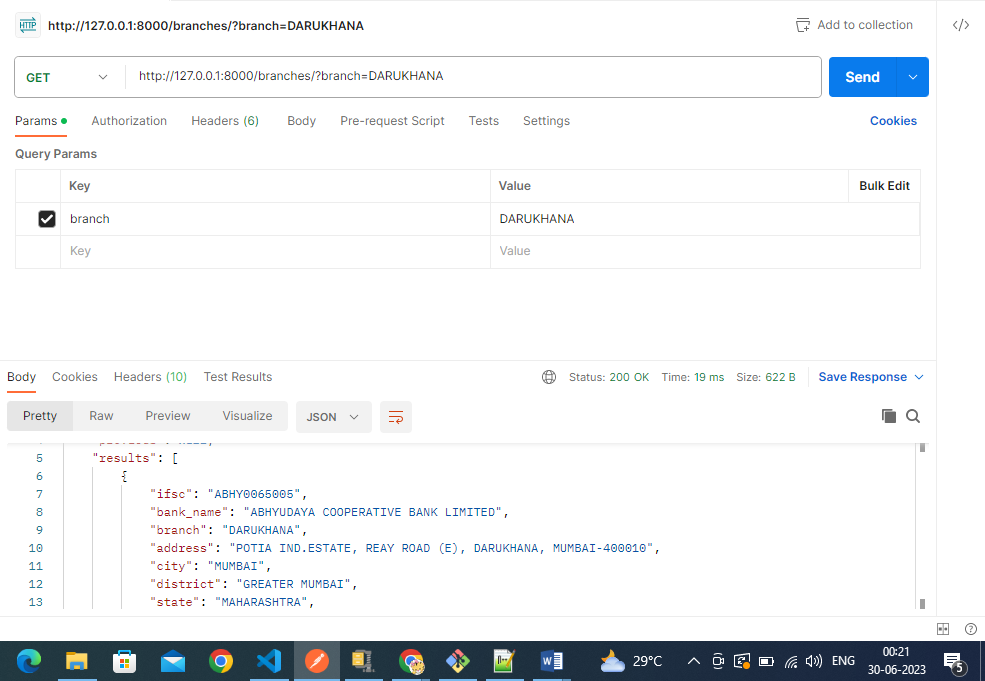 HTTP http://127.0.0.1:8000/branches/?branch=DARUKHANA Add to collection </>
GET http://127.0.0.1:8000/branches/?branch=DARUKHANA Send
Params Authorization Headers (6) Body Pre-request Script Tests Settings Cookies
Query Params
Key Value Bulk Edit
branch DARUKHANA
Key Value
Body Cookies Headers (10) Test Results Status: 200 OK Time: 19 ms Size: 622 B Save Response
Pretty Raw Preview Visualize JSON
5 "results": [
6 {
7 "ifsc": "ABHY0065005",
8 "bank_name": "ABHYUDAYA COOPERATIVE BANK LIMITED",
9 "branch": "DARUKHANA",
10 "address": "POTIA IND.ESTATE, REAY ROAD (E), DARUKHANA, MUMBAI-400010",
11 "city": "MUMBAI",
12 "district": "GREATER MUMBAI",
13 "state": "MAHARASHTRA",
29°C ENG 00:21
30-06-2023 5